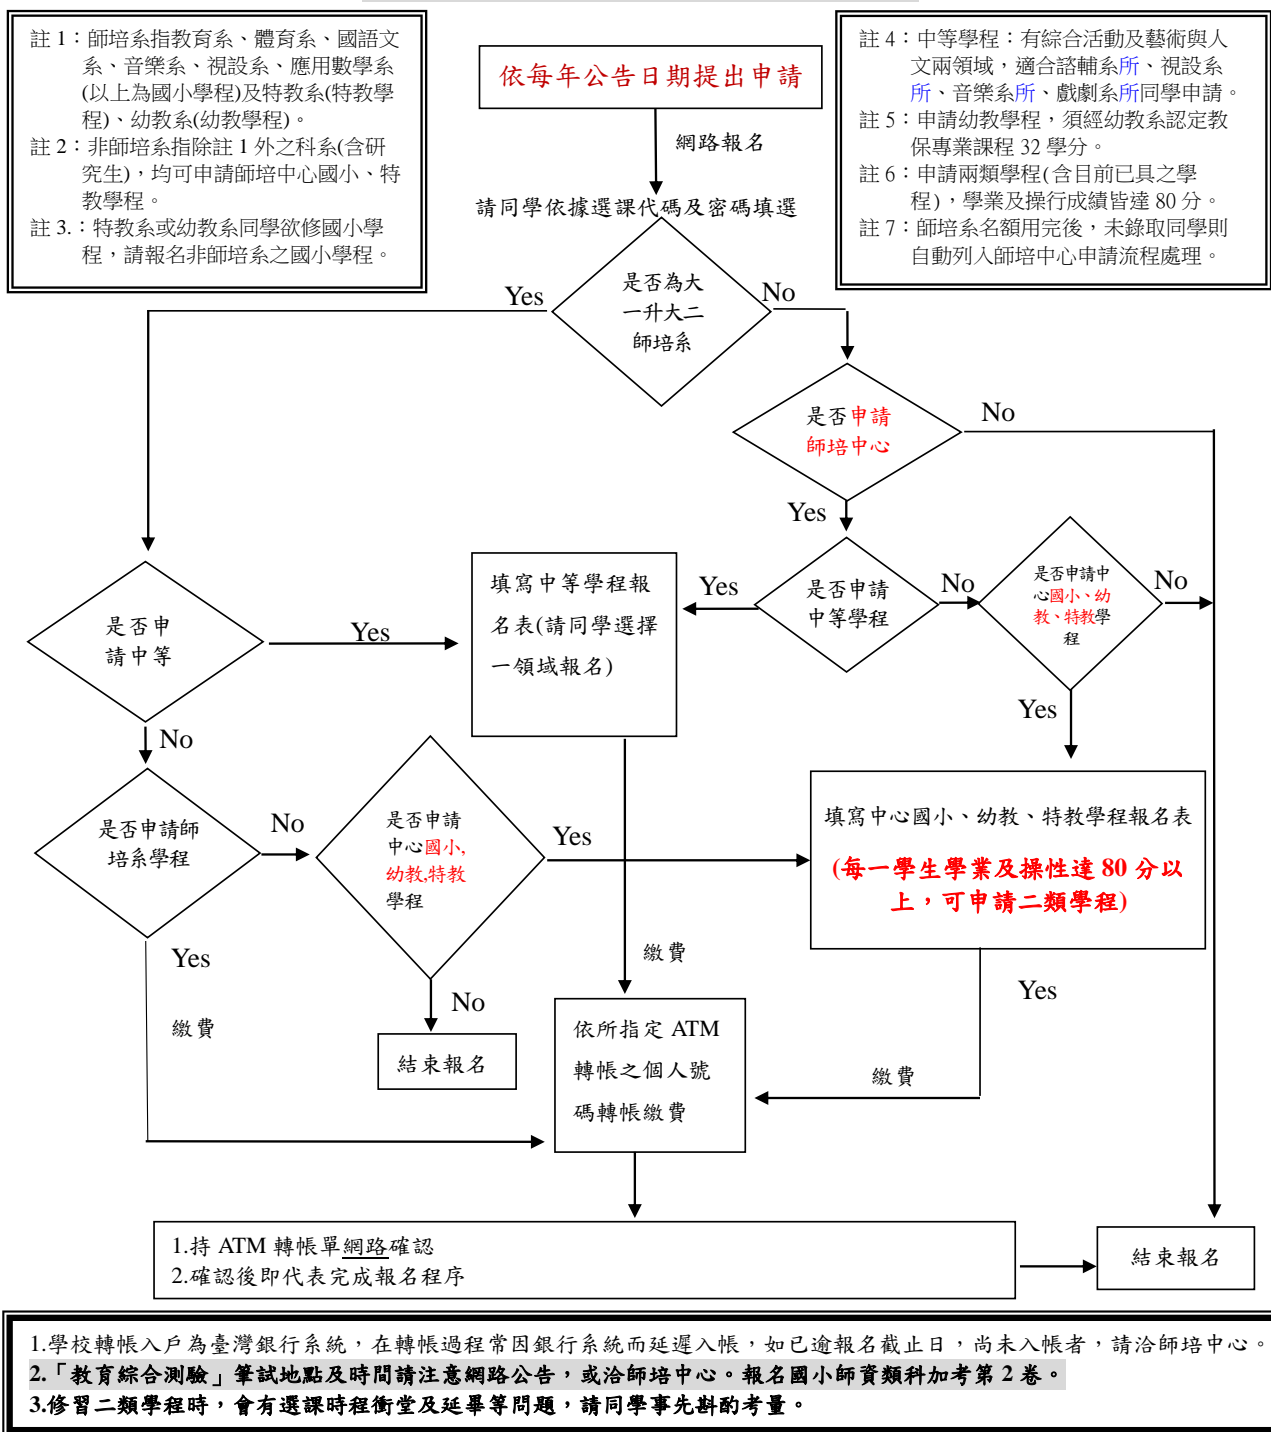 註 1：師培系指教育系、體育系、國語文
系、音樂系、視設系、應用數學系
(以上為國小學程)及特教系(特教學
程)、幼教系(幼教學程)。
註 2：非師培系指除註 1 外之科系(含研
究生)，均可申請師培中心國小、特
教學程。
註 3.：特教系或幼教系同學欲修國小學
程，請報名非師培系之國小學程。
依每年公告日期提出申請
註 4：中等學程：有綜合活動及藝術與人
文兩領域，適合諮輔系所、視設系
所、音樂系所、戲劇系所同學申請。
註 5：申請幼教學程，須經幼教系認定教
保專業課程 32 學分。
註 6：申請兩類學程(含目前已具之學
程)，學業及操行成績皆達 80 分。
註 7：師培系名額用完後，未錄取同學則
自動列入師培中心申請流程處理。
網路報名
請同學依據選課代碼及密碼填選
是否為大
一升大二
師培系
Yes
No
是否申請
師培中心
No
Yes
是否申
請中等
Yes
填寫中等學程報
名表(請同學選擇
一領域報名)
Yes
是否申請
中等學程
No
是否申請中
心國小、幼
教、特教學
程
No
Yes
No
是否申請師
培系學程
No
是否申請
中心國小,
幼教,特教
學程
Yes
填寫中心國小、幼教、特教學程報名表
(每一學生學業及操性達 80 分以
上，可申請二類學程)
Yes
繳費
No
結束報名
繳費
依所指定 ATM
轉帳之個人號
碼轉帳繳費
Yes
繳費
1.持 ATM 轉帳單網路確認
2.確認後即代表完成報名程序
結束報名
1.學校轉帳入戶為臺灣銀行系統，在轉帳過程常因銀行系統而延遲入帳，如已逾報名截止日，尚未入帳者，請洽師培中心。
2.「教育綜合測驗」筆試地點及時間請注意網路公告，或洽師培中心。報名國小師資類科加考第 2 卷。
3.修習二類學程時，會有選課時程衝堂及延畢等問題，請同學事先斟酌考量。